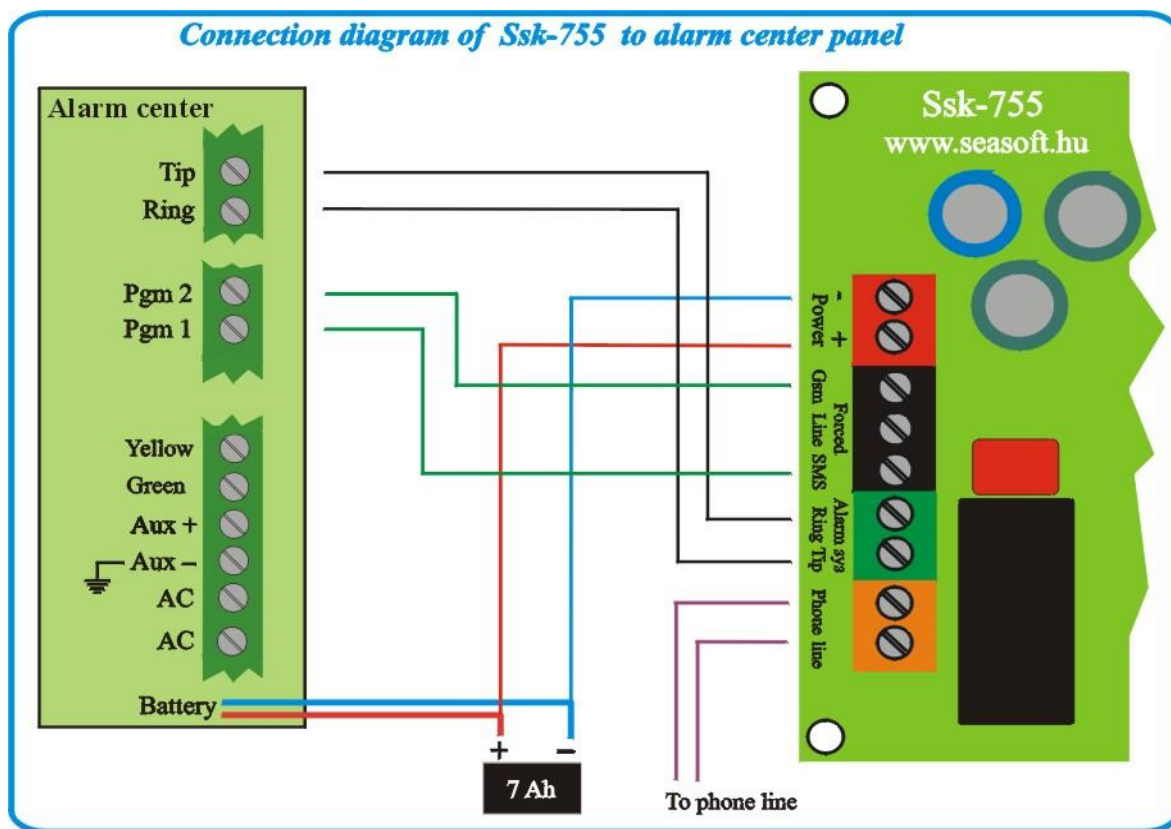 Connection diagram of Ssk-755 to alarm center panel
Alarm center
Tip
Ring
Pgm 2
Pgm 1
Yellow
Green
Aux +
Aux –
AC
AC
Battery
+ –
7 Ah
To phone line
Ssk-755
www.seasoft.hu
- +
Power
Gsm Line SMS
Forced
Alarm sys
Ring Tip
Phone line